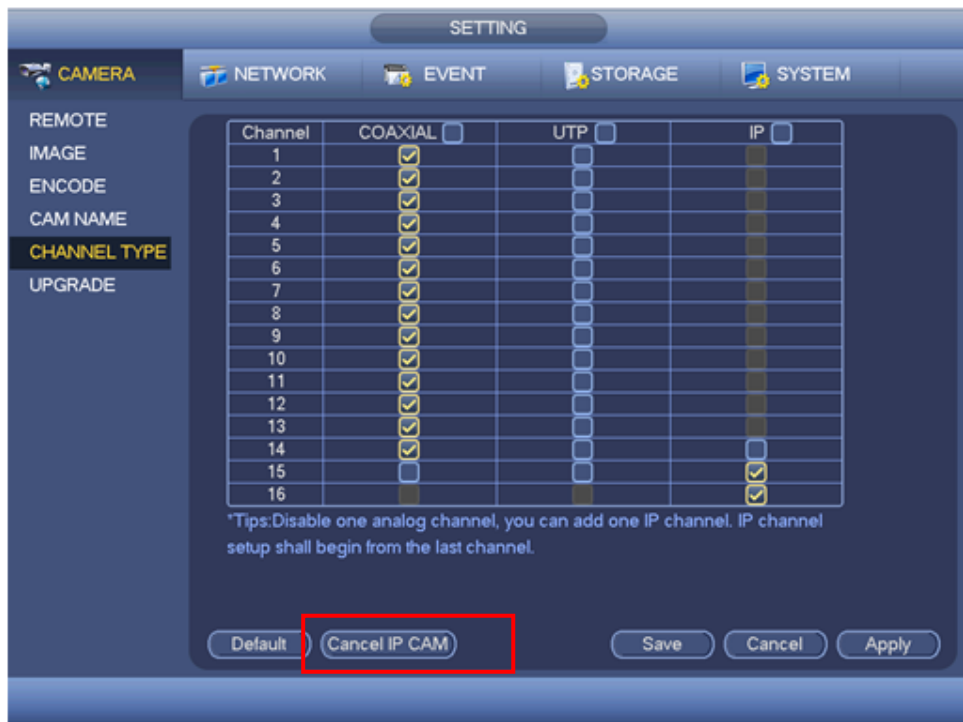 SETTING
CAMERA NETWORK EVENT STORAGE SYSTEM
REMOTE
IMAGE
ENCODE
CAM NAME
CHANNEL TYPE
UPGRADE
Channel COAXIAL UTP IP
1
2
3
4
5
6
7
8
9
10
11
12
13
14
15
16
*Tips:Disable one analog channel, you can add one IP channel. IP channel
setup shall begin from the last channel.
Default Cancel IP CAM Save Cancel Apply